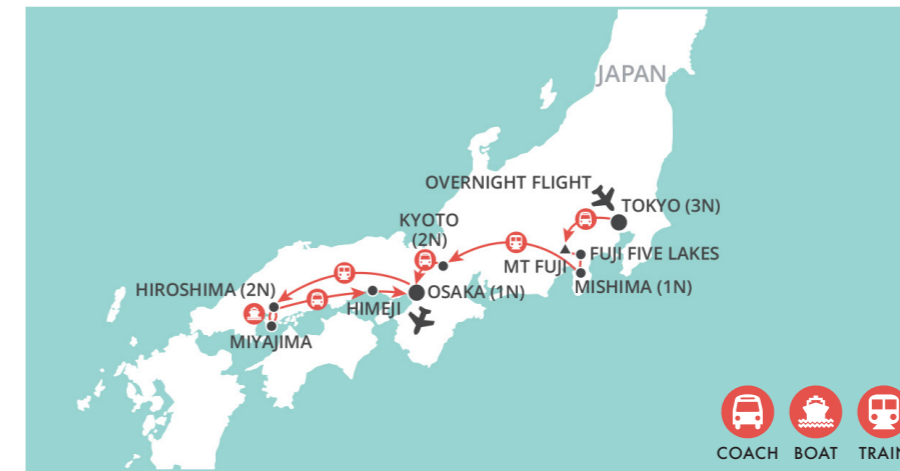 JAPAN
OVERNIGHT FLIGHT
TOKYO (3N)
KYOTO
(2N)
FUJI FIVE LAKES
MT FUJI
MISHIMA (1N)
HIROSHIMA (2N)
OSAKA (1N)
HIMEJI
MIYAJIMA
COACH BOAT TRAIN